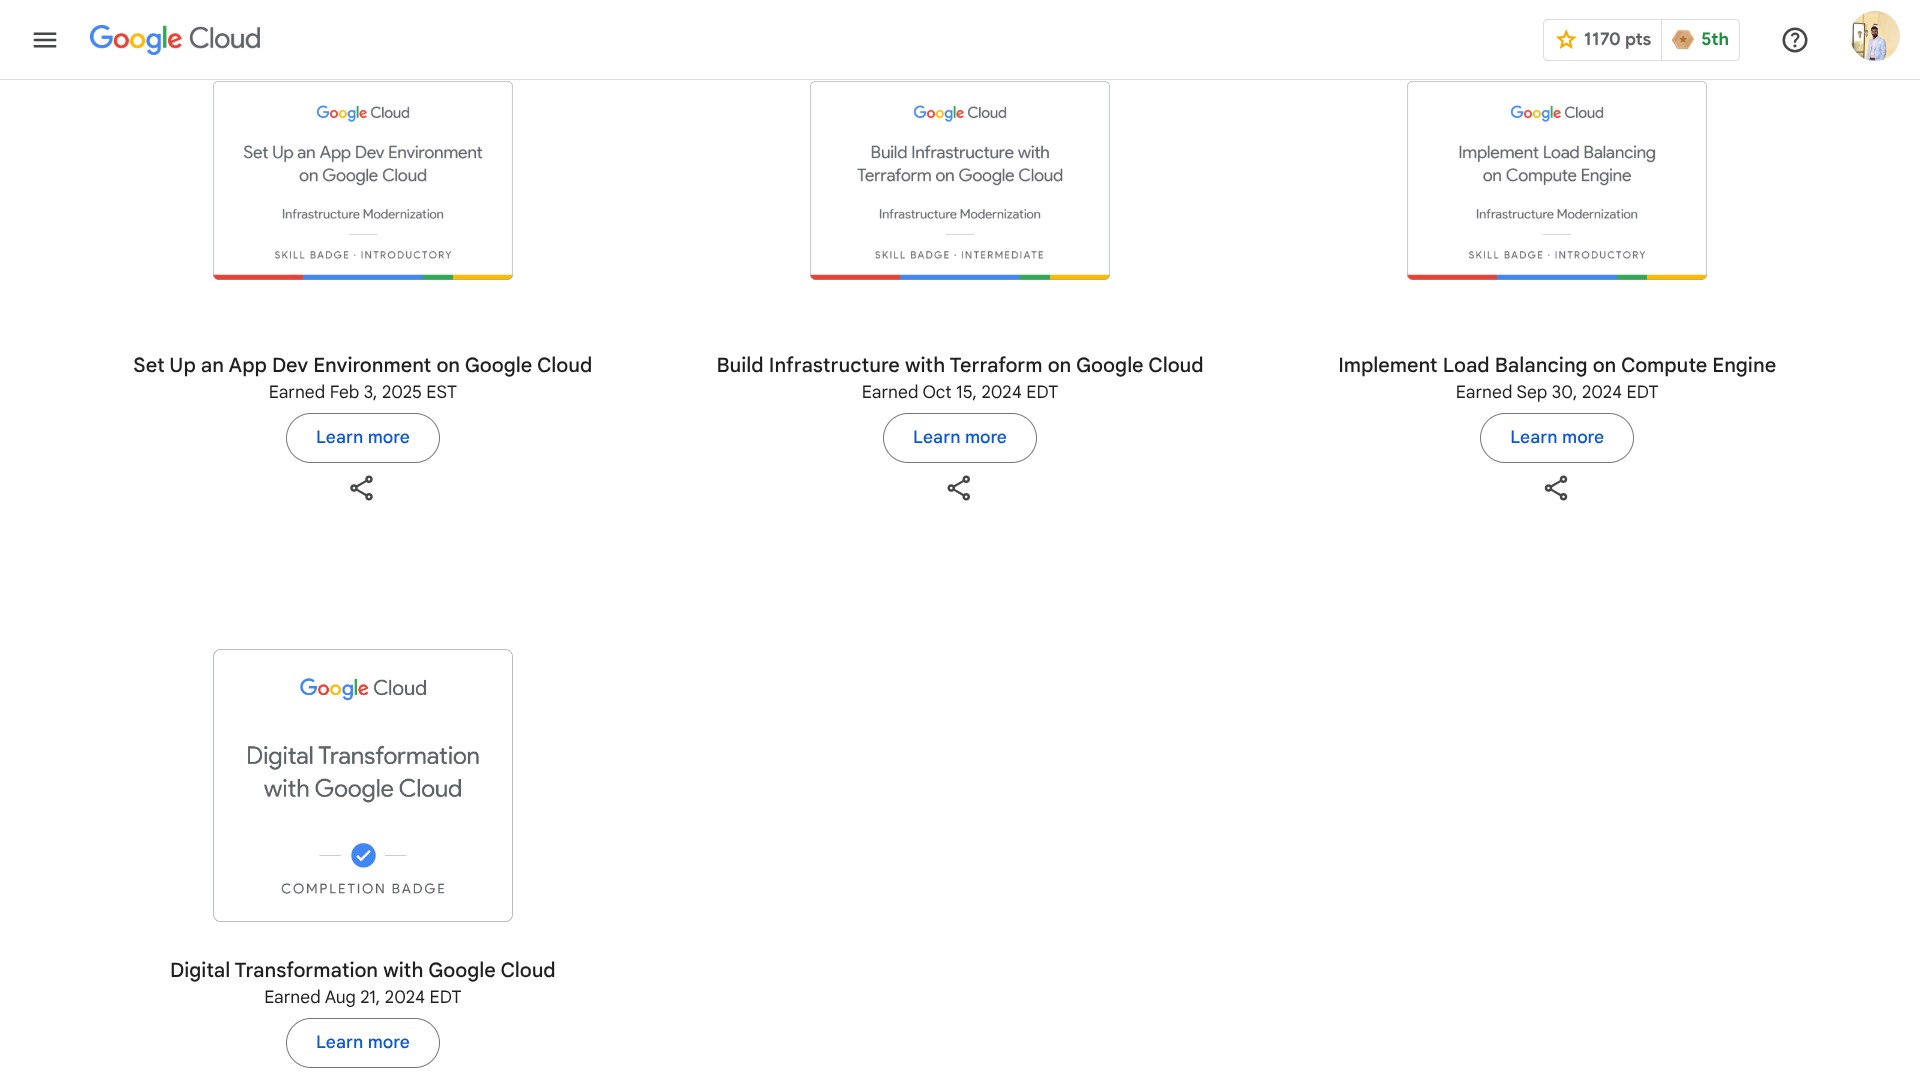 Google Cloud
1170 pts
5th
Google Cloud
Set Up an App Dev Environment
on Google Cloud
Infrastructure Modernization
SKILL BADGE · INTRODUCTORY
Google Cloud
Build Infrastructure with
Terraform on Google Cloud
Infrastructure Modernization
SKILL BADGE · INTERMEDIATE
Google Cloud
Implement Load Balancing
on Compute Engine
Infrastructure Modernization
SKILL BADGE · INTRODUCTORY
Set Up an App Dev Environment on Google Cloud
Earned Feb 3, 2025 EST
Learn more
Build Infrastructure with Terraform on Google Cloud
Earned Oct 15, 2024 EDT
Learn more
Implement Load Balancing on Compute Engine
Earned Sep 30, 2024 EDT
Learn more
Google Cloud
Digital Transformation
with Google Cloud
COMPLETION BADGE
Digital Transformation with Google Cloud
Earned Aug 21, 2024 EDT
Learn more